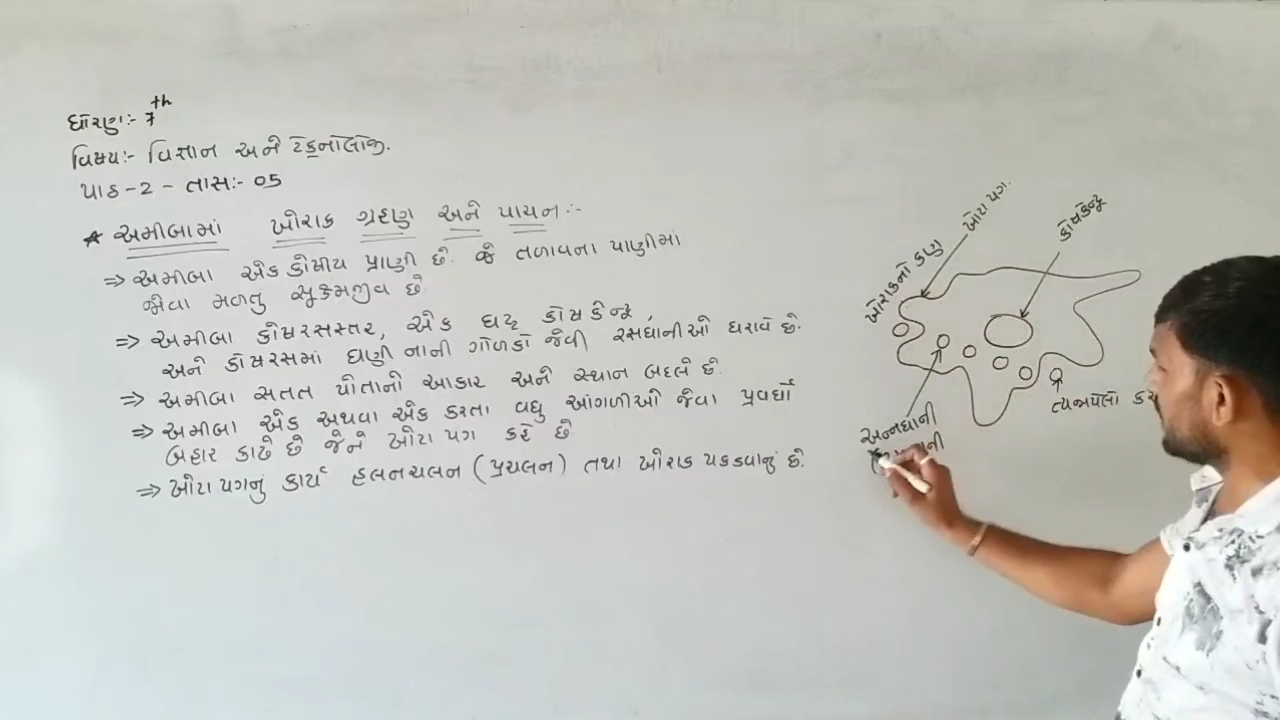 ધોરણ:- 7th
વિષય:- વિજ્ઞાન અને ટેકનોલોજી.
પાઠ-2 - તાસ:- 05
* અમીબામાં ખોરાક ગ્રહણ અને પાચન :-
⇒ અમીબા એક કોષીય પ્રાણી છે. જે તળાવના પાણીમાં
જોવા મળતુ સૂક્ષ્મજીવ છે.
⇒ અમીબા કોષરસસ્તર, એક ઘટ્ટ કોષકેન્દ્ર,
અને કોષરસમાં ઘણી નાની ગોળકો જેવી રસધાનીઓ ધરાવે છે.
⇒ અમીબા સતત પોતાનો આકાર અને સ્થાન બદલે છે.
⇒ અમીબા એક અથવા એક કરતા વધુ આંગળીઓ જેવા પ્રવર્ધો
બહાર કાઢે છે જેને ખોટા પગ કહે છે
⇒ ખોટા પગનું કાર્ય હલનચલન (પ્રચલન) તથા ખોરાક પકડવાનું છે.
ખોરાકનો કણ
ખોટા પગ.
કોષકેન્દ્ર
અન્નધાની
ત્યજાયેલો